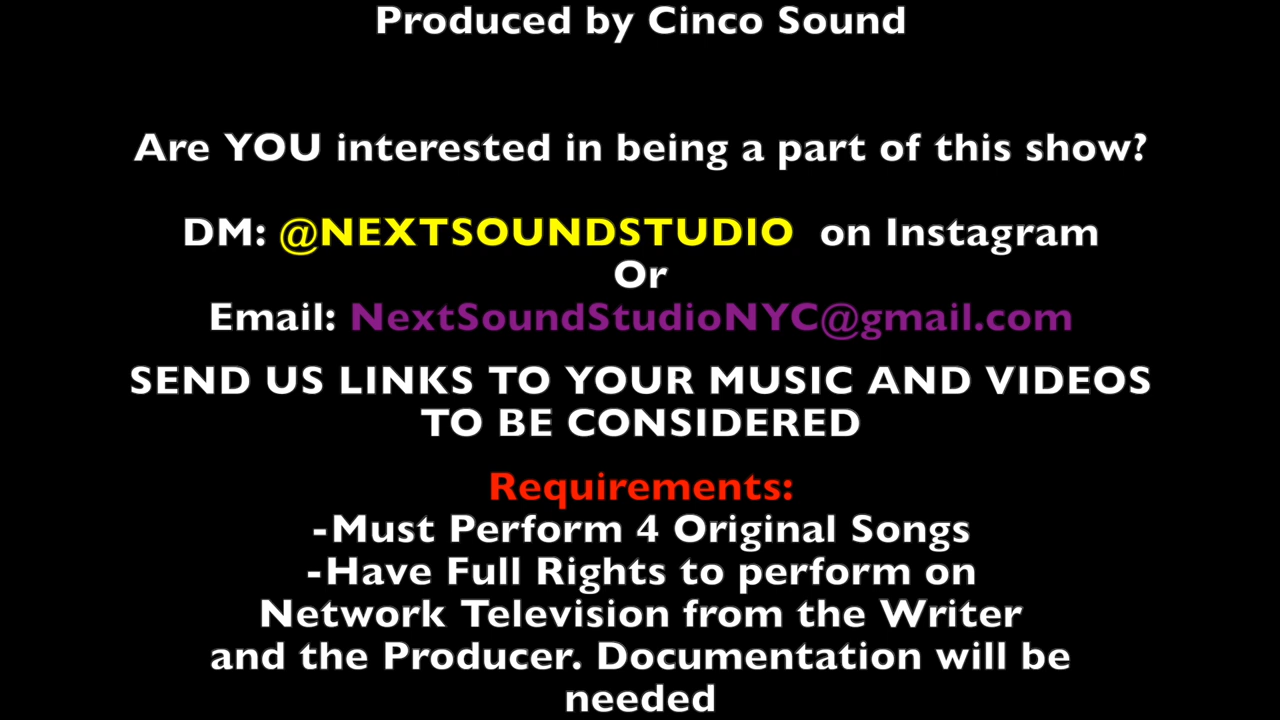 Produced by Cinco Sound
Are YOU interested in being a part of this show?
DM: @NEXTSOUNDSTUDIO on Instagram
Or
Email: NextSoundStudioNYC@gmail.com
SEND US LINKS TO YOUR MUSIC AND VIDEOS
TO BE CONSIDERED
Requirements:
-Must Perform 4 Original Songs
-Have Full Rights to perform on
Network Television from the Writer
and the Producer. Documentation will be
needed